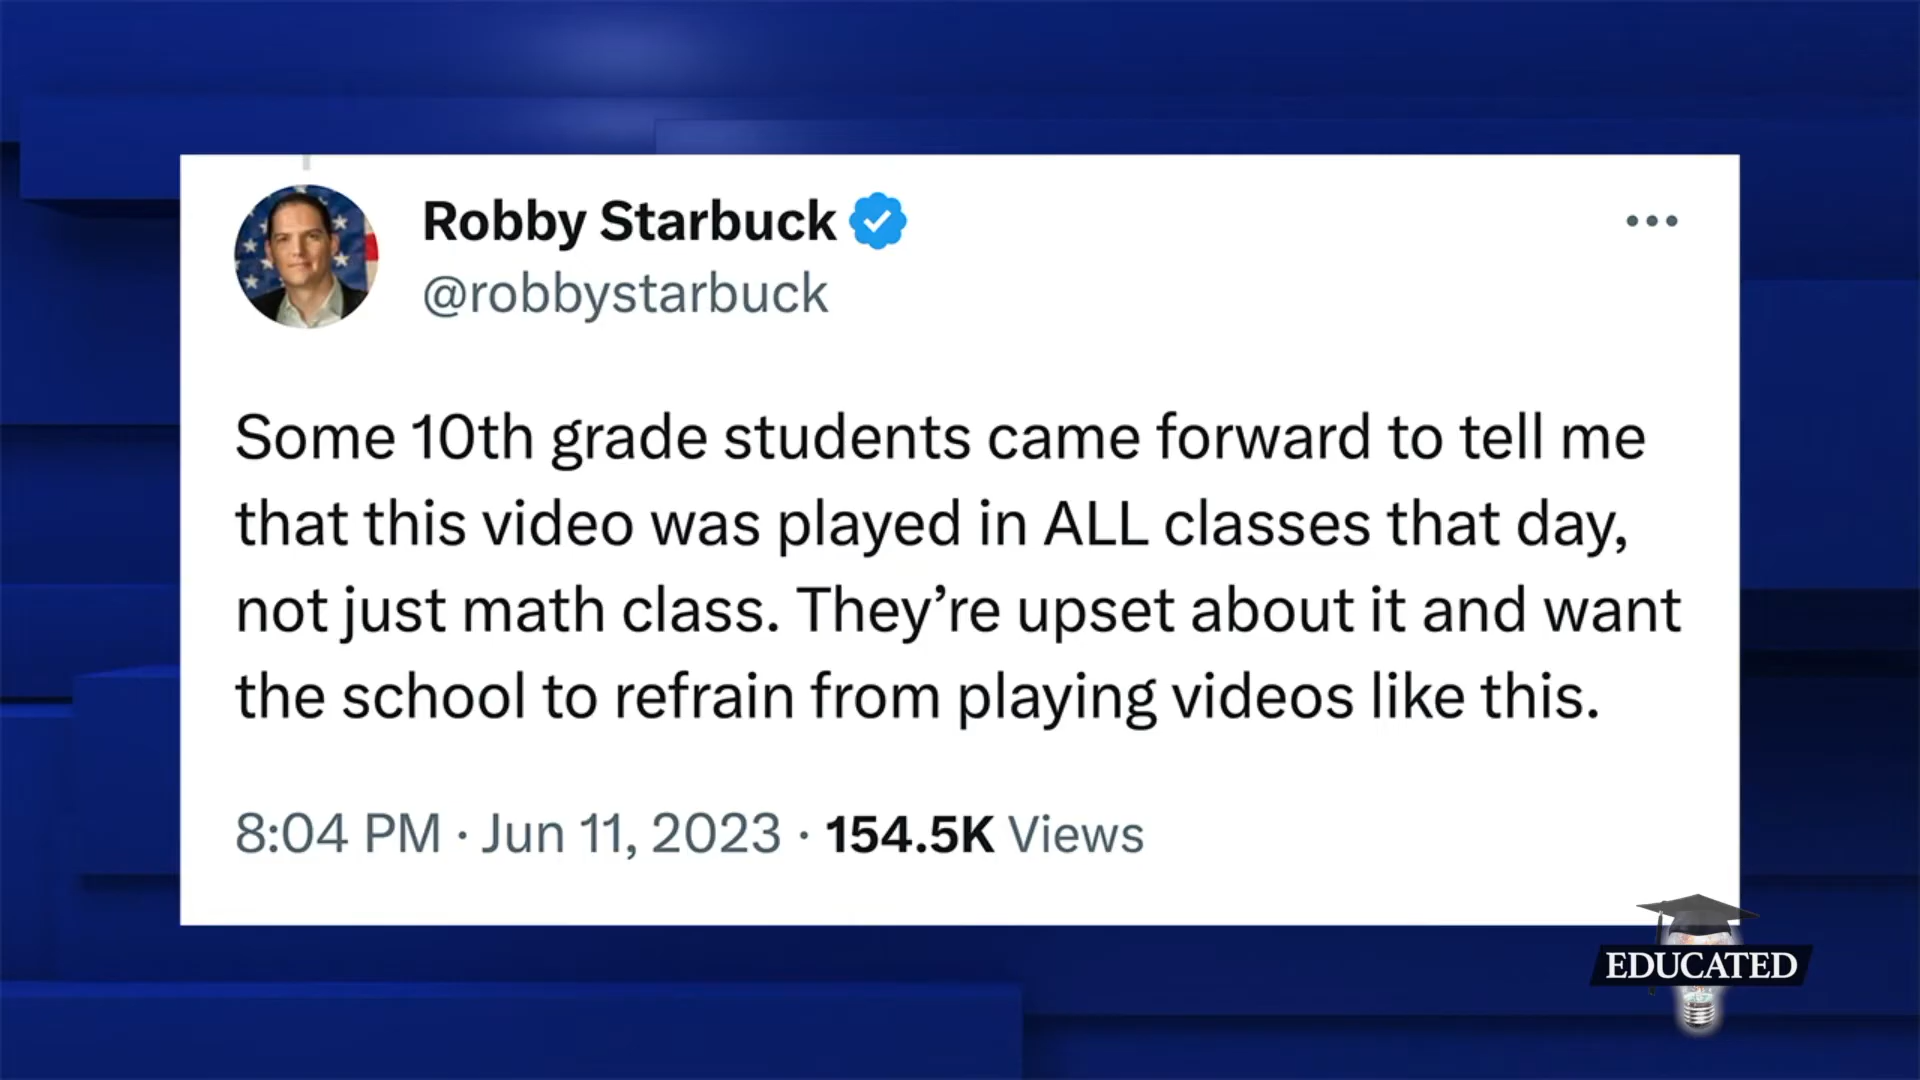 Robby Starbuck
@robbystarbuck
Some 10th grade students came forward to tell me
that this video was played in ALL classes that day,
not just math class. They’re upset about it and want
the school to refrain from playing videos like this.
8:04 PM · Jun 11, 2023 · 154.5K Views
EDUCATED